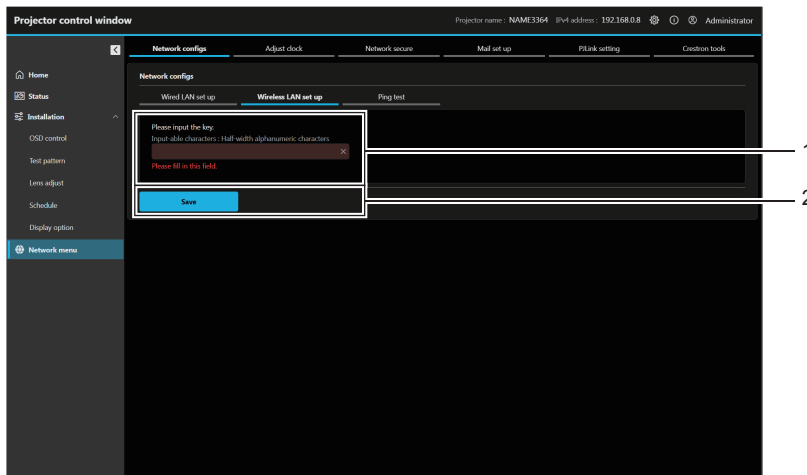 Projector control window
Projector name : NAME3364 IPv4 address : 192.168.0.8 Administrator
Network configs Adjust clock Network secure Mail set up PJLink setting Crestron tools
Home
Status
Installation
OSD control
Test pattern
Lens adjust
Schedule
Display option
Network menu
Network configs
Wired LAN set up Wireless LAN set up Ping test
Please input the key.
Input-able characters : Half-width alphanumeric characters
Please fill in this field.
1
Save
2